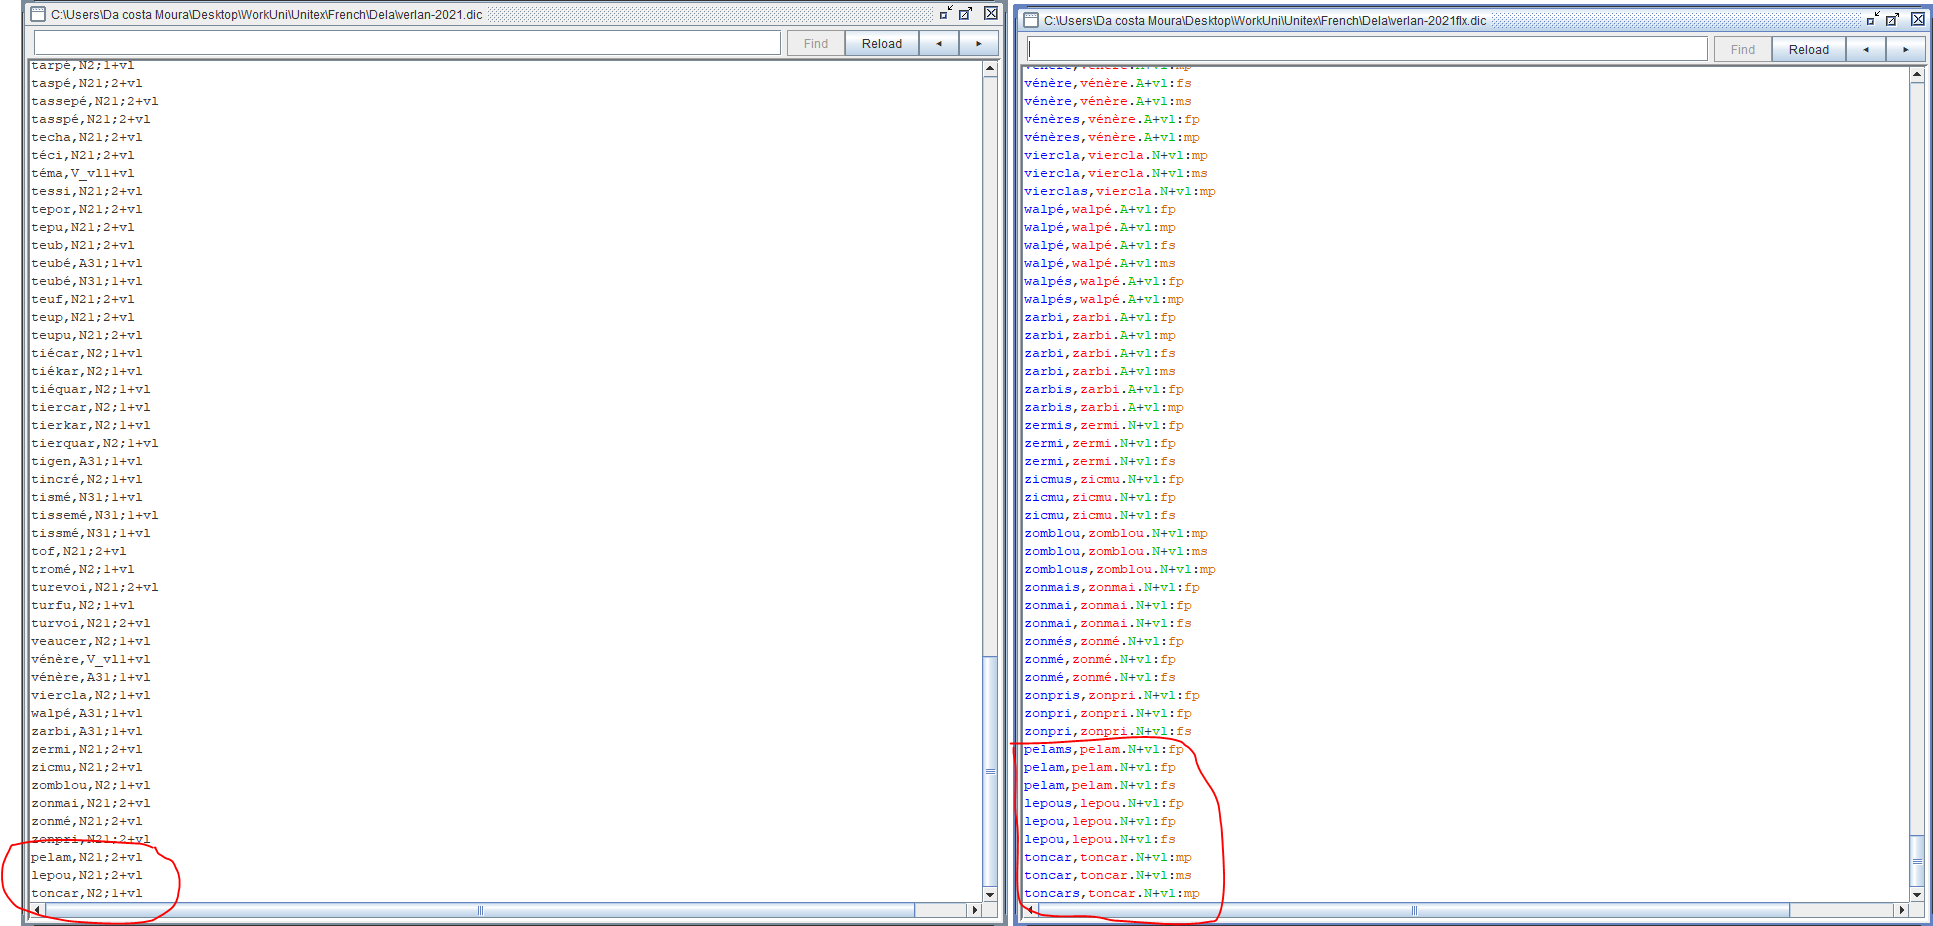 C:\Users\Da costa Moura\Desktop\WorkUni\Unitex\French\Dela\verlan-2021.dic
Find
Reload
tarpé,N2;1+vl
taspé,N21;2+vl
tassepé,N21;2+vl
tasspé,N21;2+vl
techa,N21;2+vl
téci,N21;2+vl
téma,V_vl1+vl
tessi,N21;2+vl
tepor,N21;2+vl
tepu,N21;2+vl
teub,N21;2+vl
teubé,A31;1+vl
teubé,N31;1+vl
teuf,N21;2+vl
teup,N21;2+vl
teupu,N21;2+vl
tiécar,N2;1+vl
tiékar,N2;1+vl
tiéquar,N2;1+vl
tiercar,N2;1+vl
tierkar,N2;1+vl
tierquar,N2;1+vl
tigen,A31;1+vl
tincré,N2;1+vl
tismé,N31;1+vl
tissemé,N31;1+vl
tissmé,N31;1+vl
tof,N21;2+vl
tromé,N2;1+vl
turevoi,N21;2+vl
turfu,N2;1+vl
turvoi,N21;2+vl
veaucer,N2;1+vl
vénère,V_vl1+vl
vénère,A31;1+vl
viercla,N2;1+vl
walpé,A31;1+vl
zarbi,A31;1+vl
zermi,N21;2+vl
zicmu,N21;2+vl
zomblou,N2;1+vl
zonmai,N21;2+vl
zonmé,N21;2+vl
zonpri,N21;2+vl
pelam,N21;2+vl
lepou,N21;2+vl
toncar,N2;1+vl
C:\Users\Da costa Moura\Desktop\WorkUni\Unitex\French\Dela\verlan-2021flx.dic
Find
Reload
vénère,vénère.A+vl:mp
vénère,vénère.A+vl:fs
vénère,vénère.A+vl:ms
vénères,vénère.A+vl:fp
vénères,vénère.A+vl:mp
viercla,viercla.N+vl:mp
viercla,viercla.N+vl:ms
vierclas,viercla.N+vl:mp
walpé,walpé.A+vl:fp
walpé,walpé.A+vl:mp
walpé,walpé.A+vl:fs
walpé,walpé.A+vl:ms
walpés,walpé.A+vl:fp
walpés,walpé.A+vl:mp
zarbi,zarbi.A+vl:fp
zarbi,zarbi.A+vl:mp
zarbi,zarbi.A+vl:fs
zarbi,zarbi.A+vl:ms
zarbis,zarbi.A+vl:fp
zarbis,zarbi.A+vl:mp
zermis,zermi.N+vl:fp
zermi,zermi.N+vl:fp
zermi,zermi.N+vl:fs
zicmus,zicmu.N+vl:fp
zicmu,zicmu.N+vl:fp
zicmu,zicmu.N+vl:fs
zomblou,zomblou.N+vl:mp
zomblou,zomblou.N+vl:ms
zomblous,zomblou.N+vl:mp
zonmais,zonmai.N+vl:fp
zonmai,zonmai.N+vl:fp
zonmai,zonmai.N+vl:fs
zonmés,zonmé.N+vl:fp
zonmé,zonmé.N+vl:fp
zonmé,zonmé.N+vl:fs
zonpris,zonpri.N+vl:fp
zonpri,zonpri.N+vl:fp
zonpri,zonpri.N+vl:fs
pelams,pelam.N+vl:fp
pelam,pelam.N+vl:fp
pelam,pelam.N+vl:fs
lepous,lepou.N+vl:fp
lepou,lepou.N+vl:fp
lepou,lepou.N+vl:fs
toncar,toncar.N+vl:mp
toncar,toncar.N+vl:ms
toncars,toncar.N+vl:mp